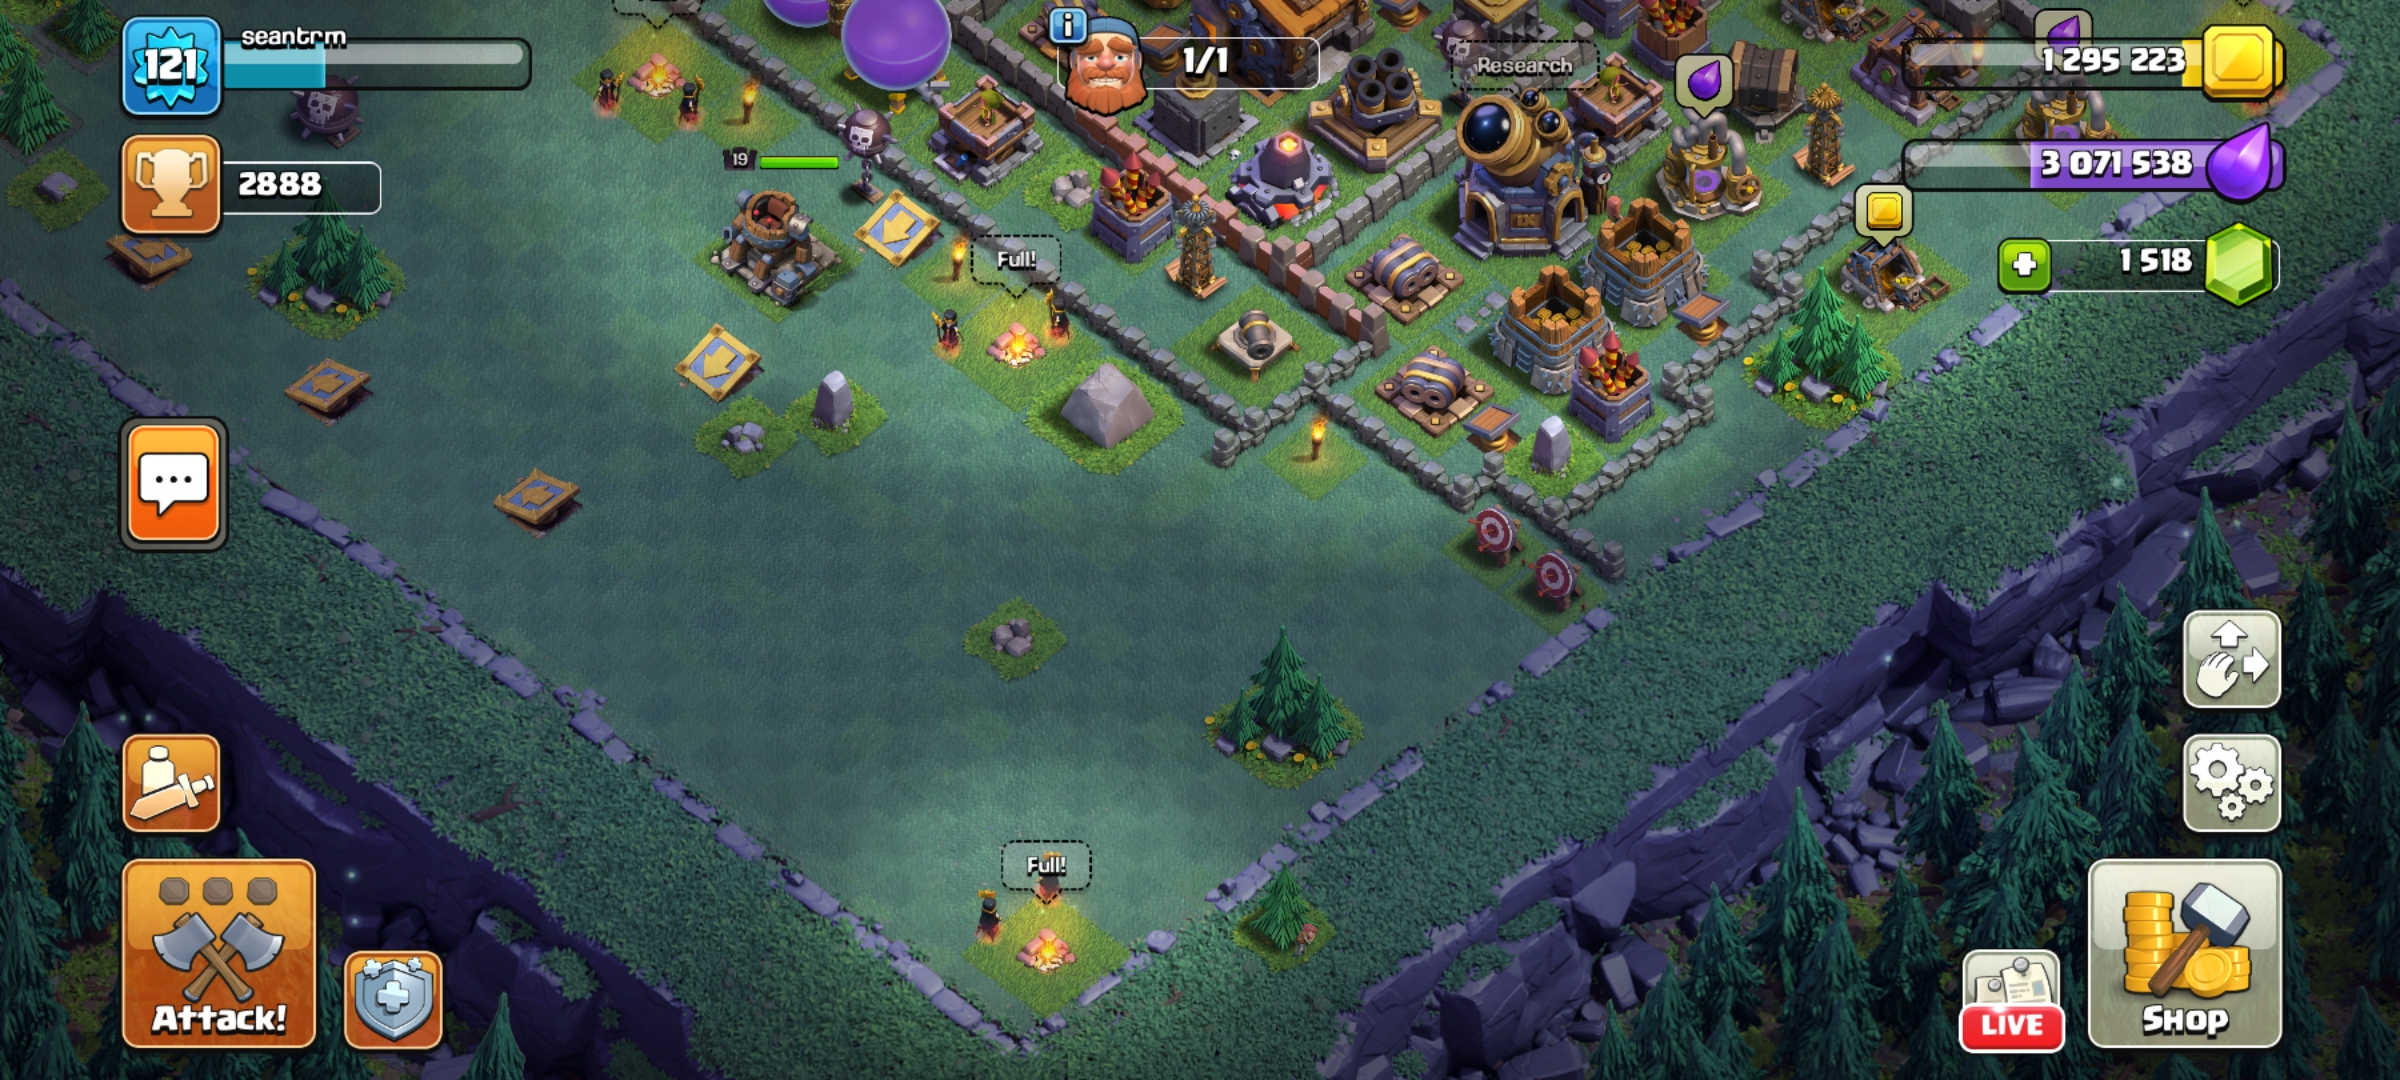 121
seantrm
1/1
Research
1 295 223
2888
19
3 071 538
Full!
1 518
Full!
Attack!
LIVE
Shop